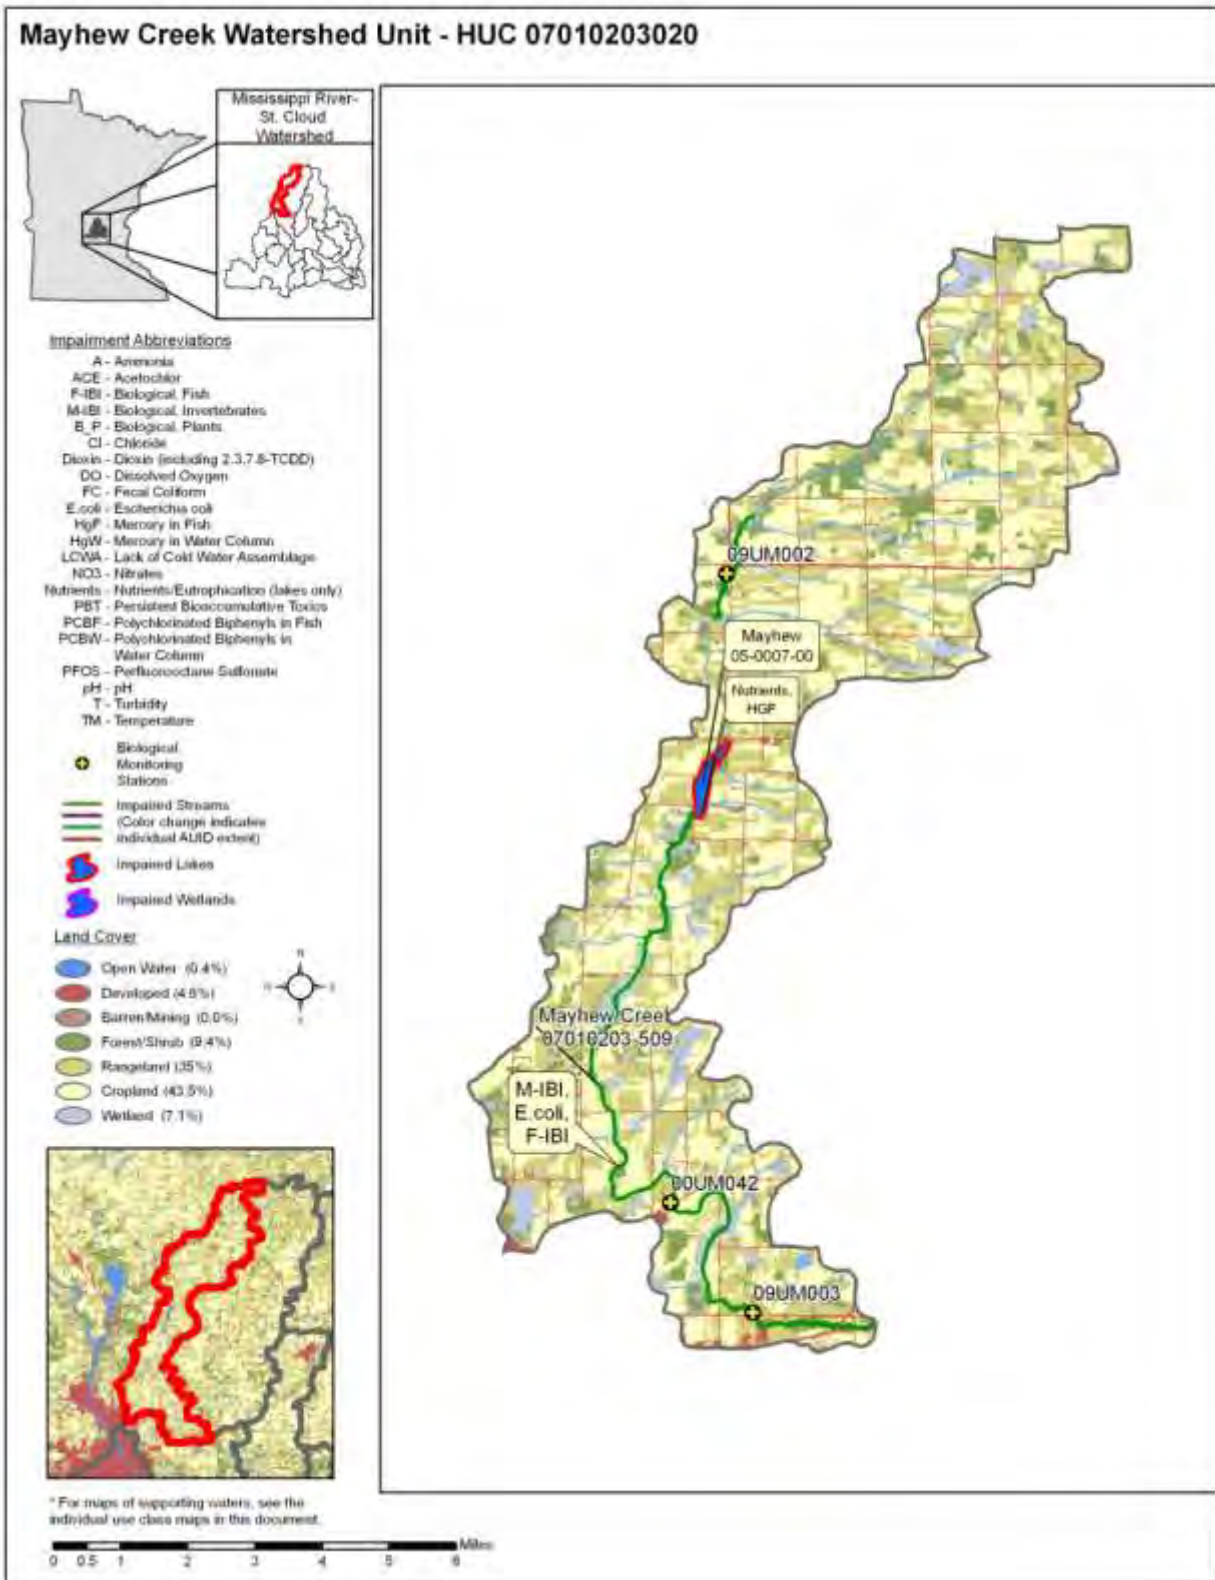 Mayhew Creek Watershed Unit - HUC 07010203020
Mississippi River-
St. Cloud
Watershed
Impairment Abbreviations
A - Ammonia
ACE - Acetochlor
F-IBI - Biological, Fish
M-IBI - Biological, Invertebrates
B_P - Biological, Plants
Cl - Chloride
Dioxin - Dioxin (including 2,3,7,8-TCDD)
DO - Dissolved Oxygen
FC - Fecal Coliform
E.coli - Escherichia coli
HgF - Mercury in Fish
HgW - Mercury in Water Column
LCWA - Lack of Cold Water Assemblage
NO3 - Nitrates
Nutrients - Nutrients/Eutrophication (lakes only)
PBT - Persistent Bioaccumulative Toxics
PCBF - Polychlorinated Biphenyls in Fish
PCBW - Polychlorinated Biphenyls in
Water Column
PFOS - Perfluorooctane Sulfonate
pH - pH
T - Turbidity
TM - Temperature
Biological
Monitoring
Stations
Impaired Streams
(Color change indicates
individual AUID extent)
Impaired Lakes
Impaired Wetlands
Land Cover
Open Water (0.4%)
Developed (4.6%)
Barren/Mining (0.0%)
Forest/Shrub (9.4%)
Rangeland (35%)
Cropland (43.5%)
Wetland (7.1%)
09UM002
Mayhew
05-0007-00
Nutrients,
HGF
Mayhew Creek
07010203-509
M-IBI,
E.coli,
F-IBI
00UM042
09UM003
* For maps of supporting waters, see the
individual use class maps in this document.
Miles
0 0.5 1 2 3 4 5 6